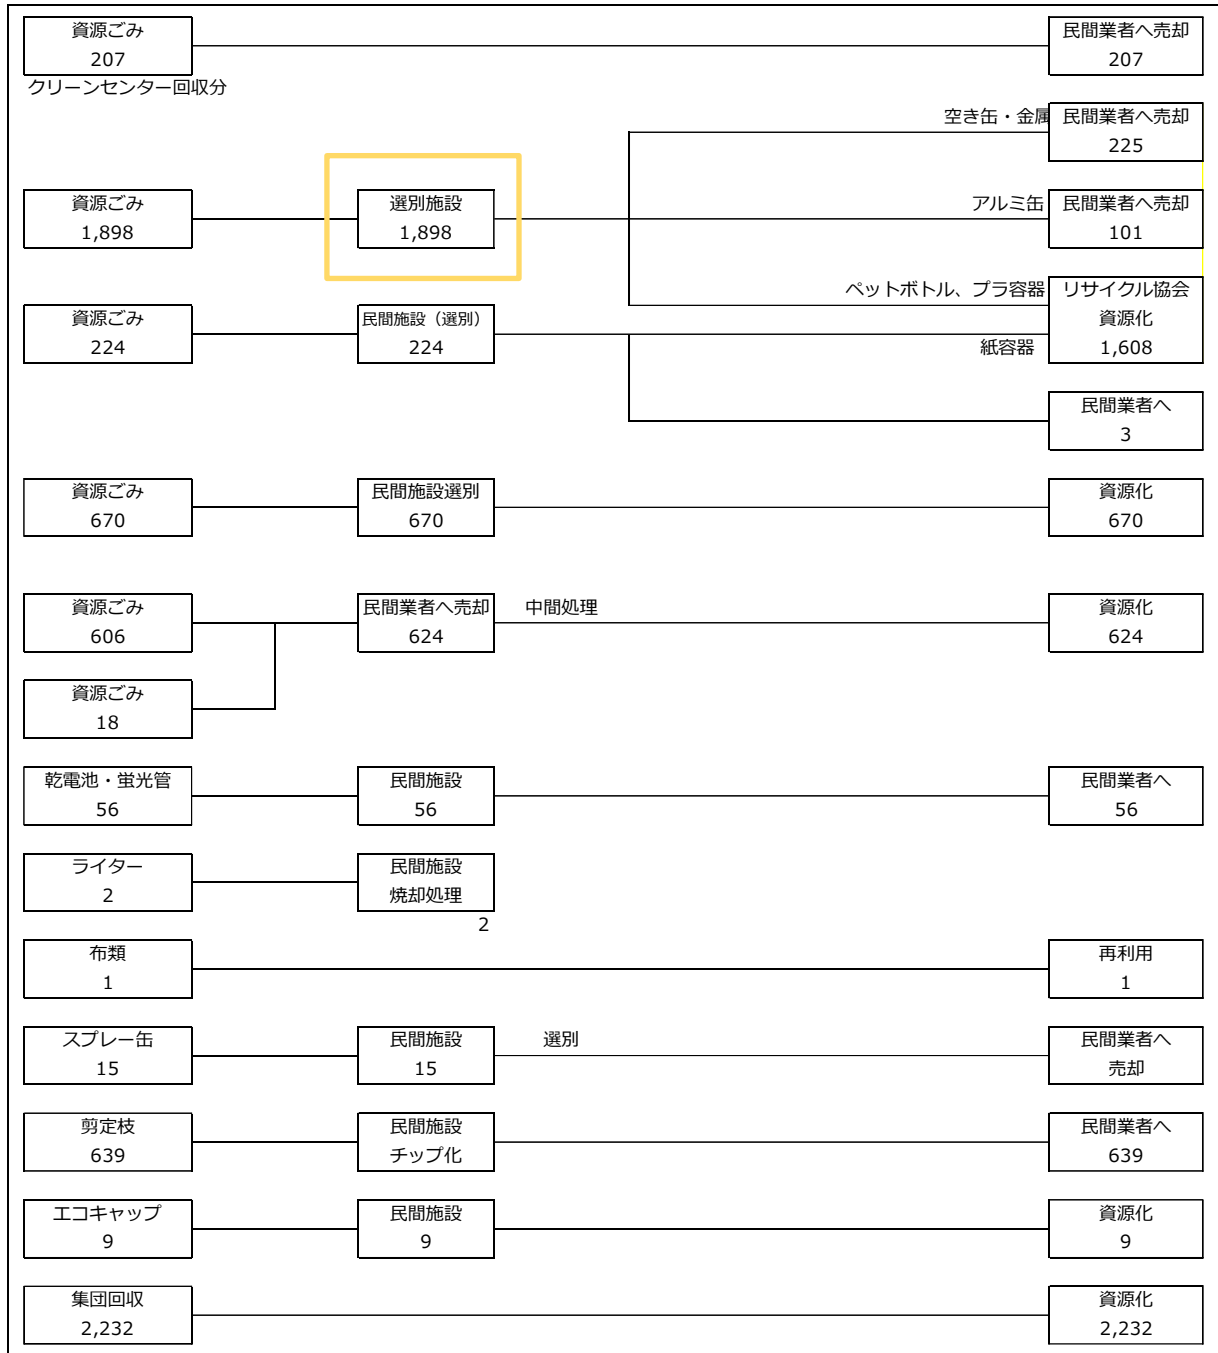 資源ごみ
207
クリーンセンター回収分
民間業者へ売却
207
空き缶・金属
民間業者へ売却
225
資源ごみ
1,898
選別施設
1,898
アルミ缶
民間業者へ売却
101
ペットボトル、プラ容器
リサイクル協会
資源化
1,608
資源ごみ
224
民間施設（選別）
224
紙容器
民間業者へ
3
資源ごみ
670
民間施設選別
670
資源化
670
資源ごみ
606
民間業者へ売却
624
中間処理
資源化
624
資源ごみ
18
乾電池・蛍光管
56
民間施設
56
民間業者へ
56
ライター
2
民間施設
焼却処理
2
布類
1
再利用
1
スプレー缶
15
民間施設
15
選別
民間業者へ
売却
剪定枝
639
民間施設
チップ化
民間業者へ
639
エコキャップ
9
民間施設
9
資源化
9
集団回収
2,232
資源化
2,232